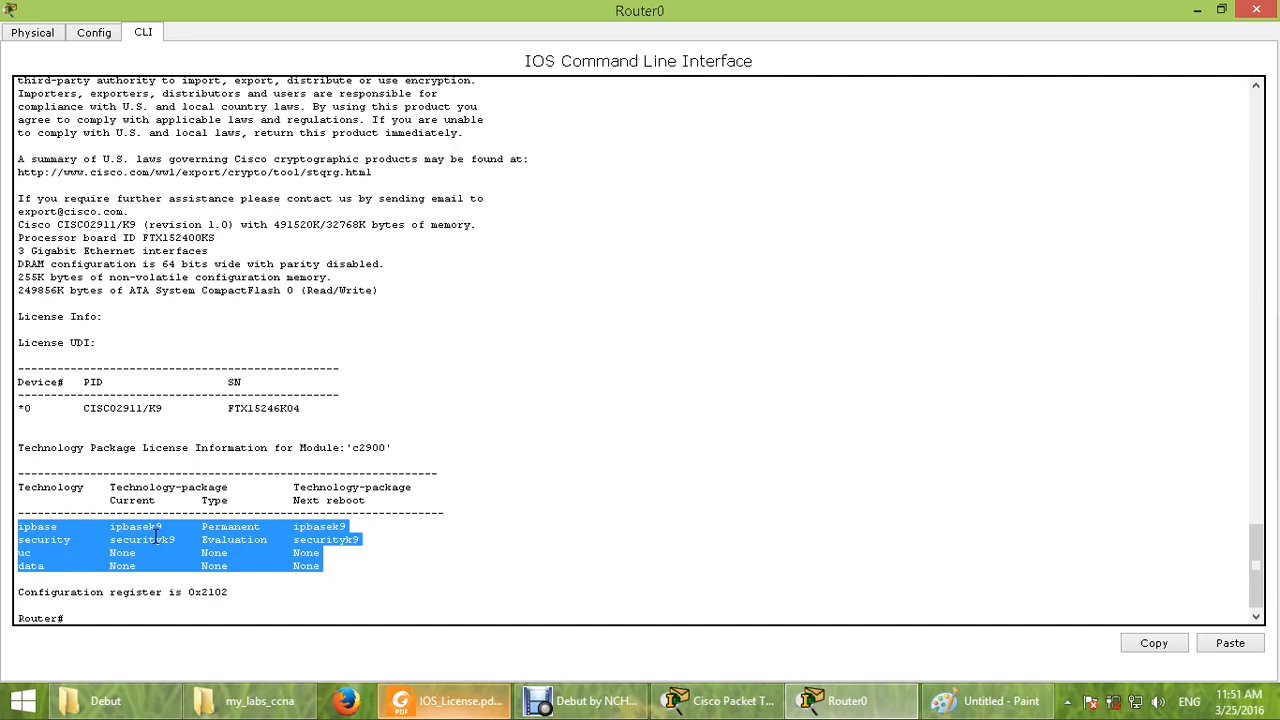 Router0
Physical Config CLI
IOS Command Line Interface
third-party authority to import, export, distribute or use encryption.
Importers, exporters, distributors and users are responsible for
compliance with U.S. and local country laws. By using this product you
agree to comply with applicable laws and regulations. If you are unable
to comply with U.S. and local laws, return this product immediately.
A summary of U.S. laws governing Cisco cryptographic products may be found at:
http://www.cisco.com/wwl/export/crypto/tool/stqrg.html
If you require further assistance please contact us by sending email to
export@cisco.com.
Cisco CISCO2911/K9 (revision 1.0) with 491520K/32768K bytes of memory.
Processor board ID FTX152400KS
3 Gigabit Ethernet interfaces
DRAM configuration is 64 bits wide with parity disabled.
255K bytes of non-volatile configuration memory.
249856K bytes of ATA System CompactFlash 0 (Read/Write)
License Info:
License UDI:
-------------------------------------------------
Device# PID SN
-------------------------------------------------
*0 CISCO2911/K9 FTX15246K04
Technology Package License Information for Module:'c2900'
----------------------------------------------------------------
Technology Technology-package Technology-package
Current Type Next reboot
-----------------------------------------------------------------
ipbase ipbasek9 Permanent ipbasek9
security securityk9 Evaluation securityk9
uc None None None
data None None None
Configuration register is 0x2102
Router#
Copy Paste
Debut my_labs_ccna IOS_License.pd... Debut by NCH... Cisco Packet T... Router0 Untitled - Paint ENG 11:51 AM
3/25/2016